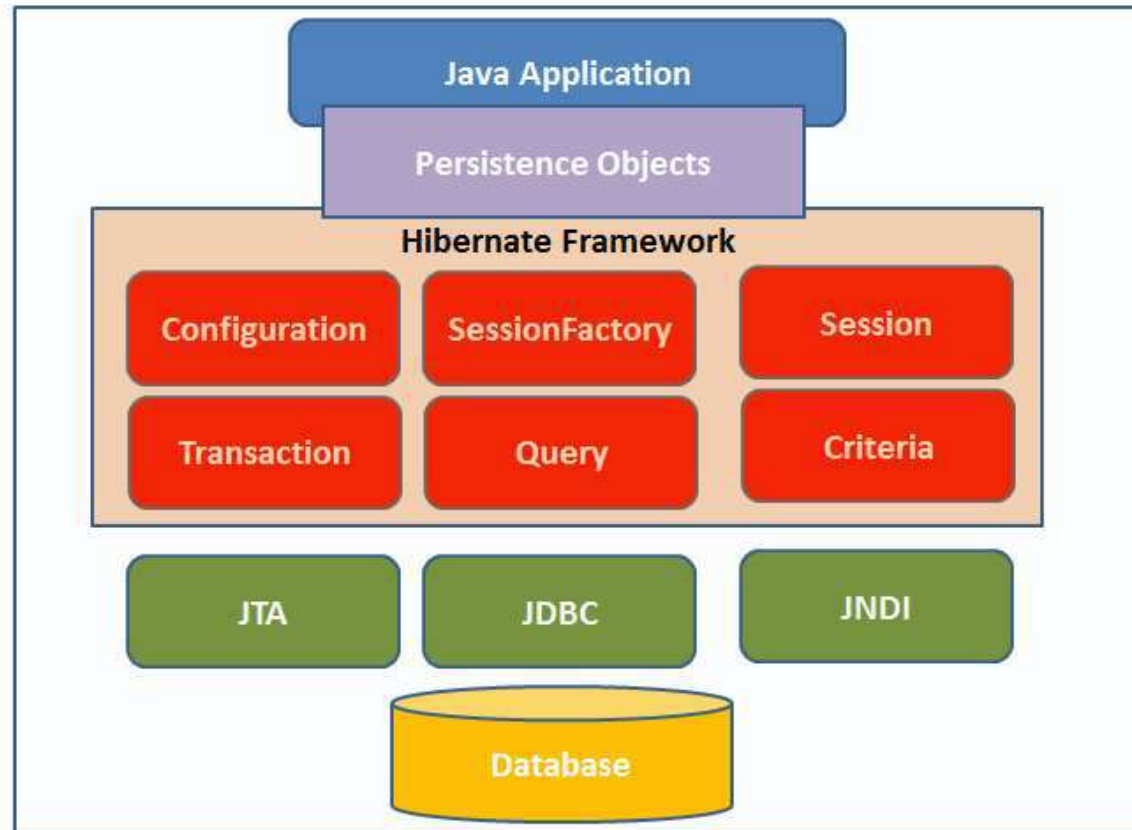 Java Application
Persistence Objects
Hibernate Framework
Configuration
SessionFactory
Session
Transaction
Query
Criteria
JTA
JDBC
JNDI
Database